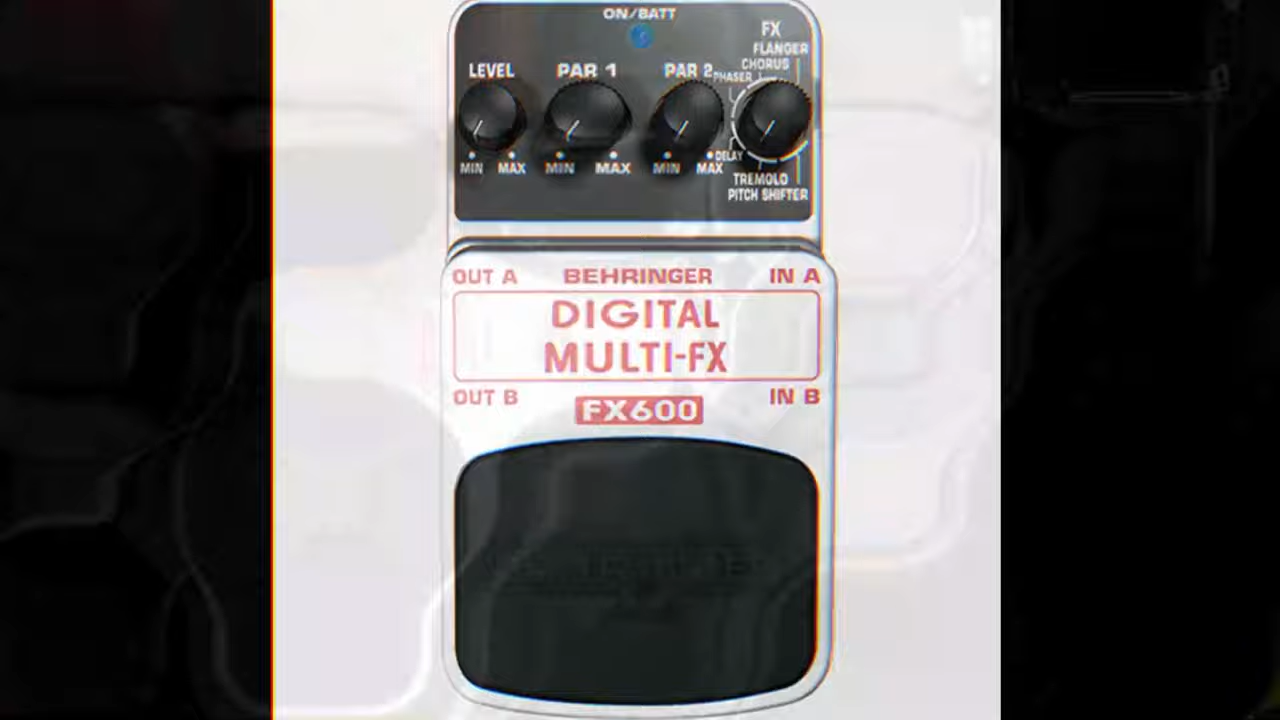 ON/BATT
FX
FLANGER
CHORUS
PHASER
LEVEL
PAR 1
PAR 2
MIN
MAX
MIN
MAX
MIN
MAX
DELAY
TREMOLO
PITCH SHIFTER
OUT A
BEHRINGER
IN A
DIGITAL
MULTI-FX
OUT B
IN B
FX600